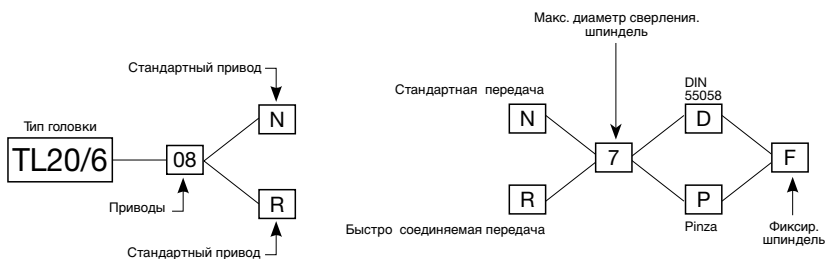 Стандартный привод
N
Тип головки
TL20/6
08
R
Приводы
Стандартный привод
Макс. диаметр сверления.
шпиндель
Стандартная передача
DIN
55058
N
D
7
F
R
P
Быстро соединяемая передача
Pinza
Фиксир.
шпиндель